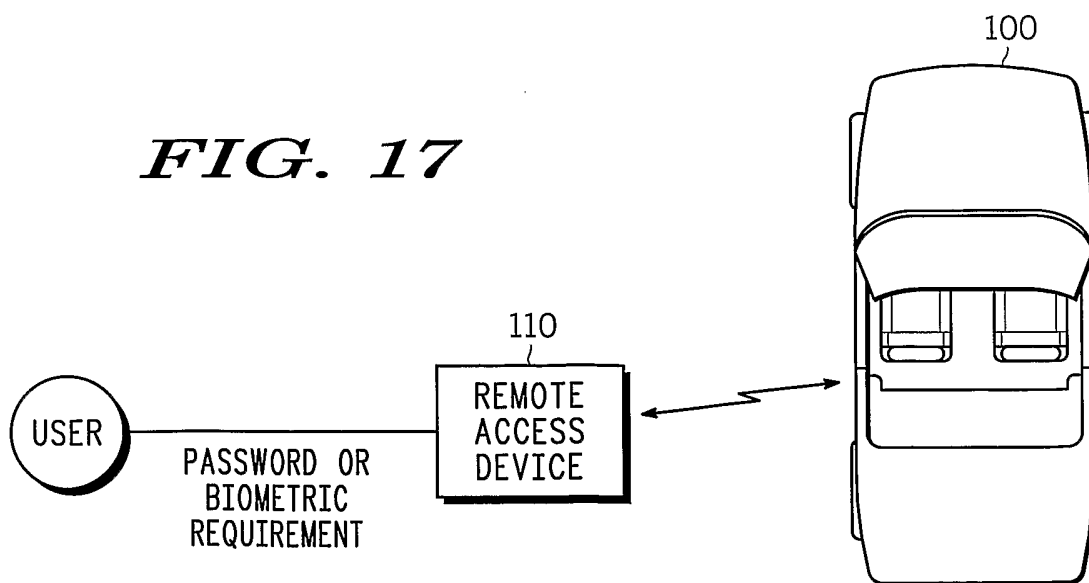 100
FIG. 17
110
REMOTE
ACCESS
DEVICE
USER
PASSWORD OR
BIOMETRIC
REQUIREMENT